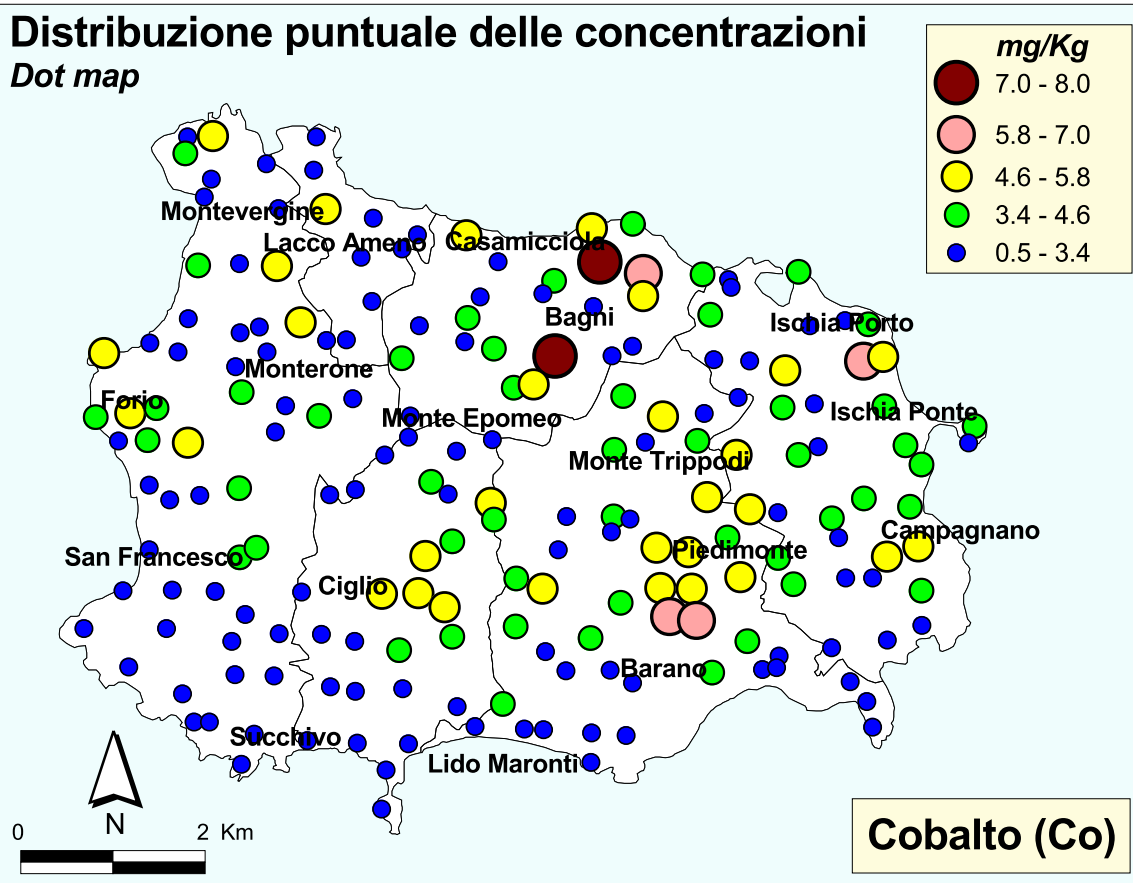 Distribuzione puntuale delle concentrazioni
Dot map
mg/Kg
7.0 - 8.0
5.8 - 7.0
4.6 - 5.8
3.4 - 4.6
0.5 - 3.4
Montevergine
Lacco Ameno
Casamicciola
Bagni
Ischia Porto
Monterone
Forio
Monte Epomeo
Ischia Ponte
Monte Trippodi
Campagnano
San Francesco
Piedimonte
Ciglio
Barano
Succhivo
Lido Maronti
N
0 2 Km
Cobalto (Co)